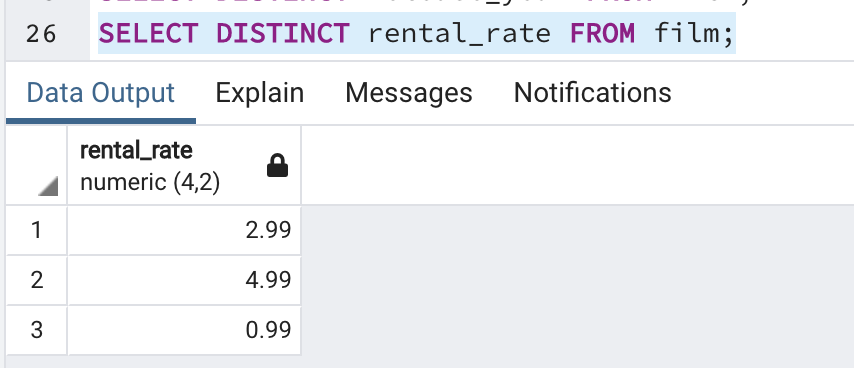 26 SELECT DISTINCT rental_rate FROM film;
Data Output Explain Messages Notifications
rental_rate
numeric (4,2)
1 2.99
2 4.99
3 0.99